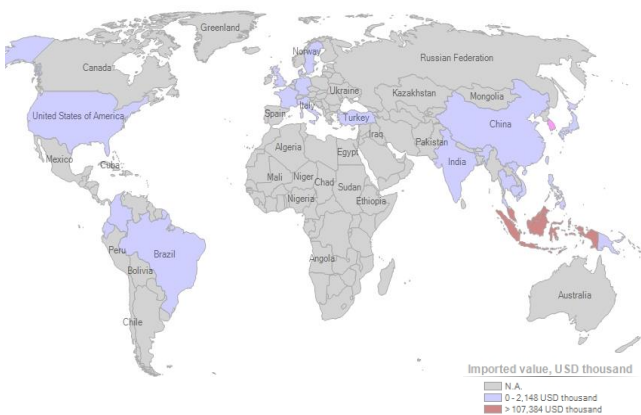 Greenland
Norway
Russian Federation
Canada
Ukraine
Kazakhstan
Mongolia
United States of America
Spain
Italy
Turkey
China
Iraq
Pakistan
Mexico
Cuba
Algeria
Egypt
India
Mali
Niger
Chad
Sudan
Nigeria
Ethiopia
Peru
Brazil
Angola
Bolivia
Chile
Australia
Imported value, USD thousand
N.A.
0 - 2,148 USD thousand
> 107,384 USD thousand